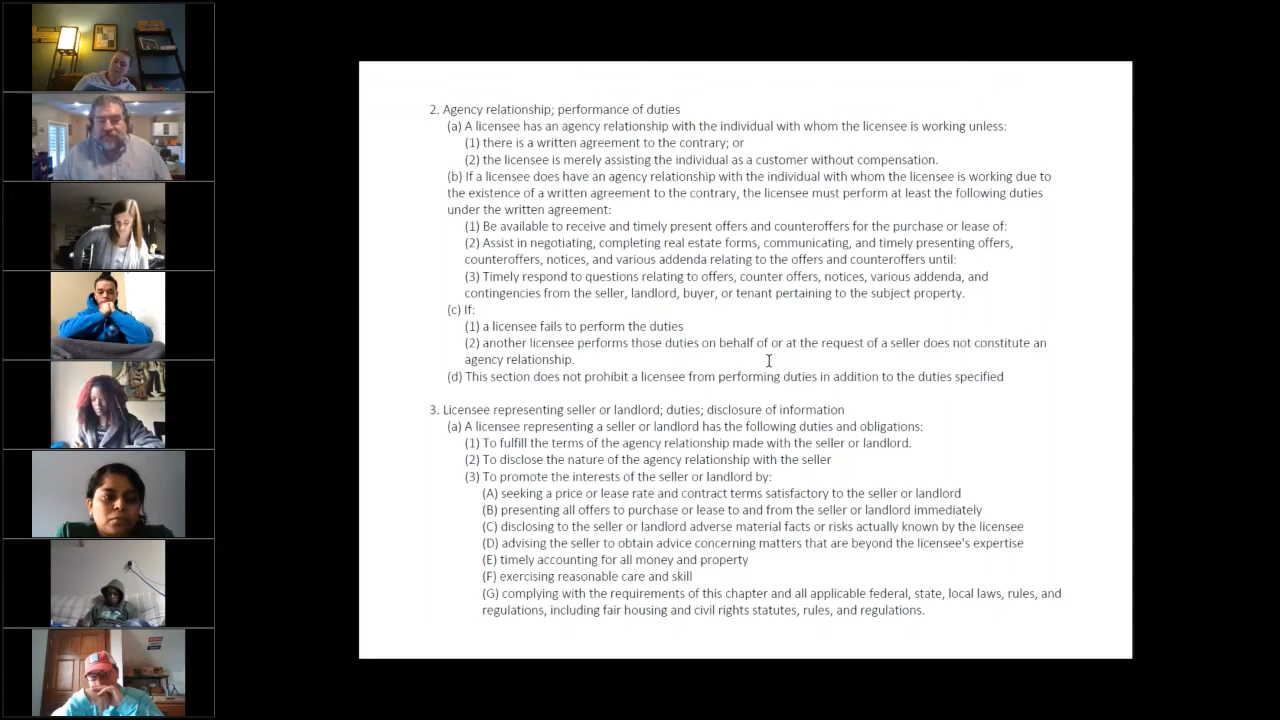 2. Agency relationship; performance of duties
(a) A licensee has an agency relationship with the individual with whom the licensee is working unless:
(1) there is a written agreement to the contrary; or
(2) the licensee is merely assisting the individual as a customer without compensation.
(b) If a licensee does have an agency relationship with the individual with whom the licensee is working due to
the existence of a written agreement to the contrary, the licensee must perform at least the following duties
under the written agreement:
(1) Be available to receive and timely present offers and counteroffers for the purchase or lease of:
(2) Assist in negotiating, completing real estate forms, communicating, and timely presenting offers,
counteroffers, notices, and various addenda relating to the offers and counteroffers until:
(3) Timely respond to questions relating to offers, counter offers, notices, various addenda, and
contingencies from the seller, landlord, buyer, or tenant pertaining to the subject property.
(c) If:
(1) a licensee fails to perform the duties
(2) another licensee performs those duties on behalf of or at the request of a seller does not constitute an
agency relationship.
(d) This section does not prohibit a licensee from performing duties in addition to the duties specified
3. Licensee representing seller or landlord; duties; disclosure of information
(a) A licensee representing a seller or landlord has the following duties and obligations:
(1) To fulfill the terms of the agency relationship made with the seller or landlord.
(2) To disclose the nature of the agency relationship with the seller
(3) To promote the interests of the seller or landlord by:
(A) seeking a price or lease rate and contract terms satisfactory to the seller or landlord
(B) presenting all offers to purchase or lease to and from the seller or landlord immediately
(C) disclosing to the seller or landlord adverse material facts or risks actually known by the licensee
(D) advising the seller to obtain advice concerning matters that are beyond the licensee's expertise
(E) timely accounting for all money and property
(F) exercising reasonable care and skill
(G) complying with the requirements of this chapter and all applicable federal, state, local laws, rules, and
regulations, including fair housing and civil rights statutes, rules, and regulations.